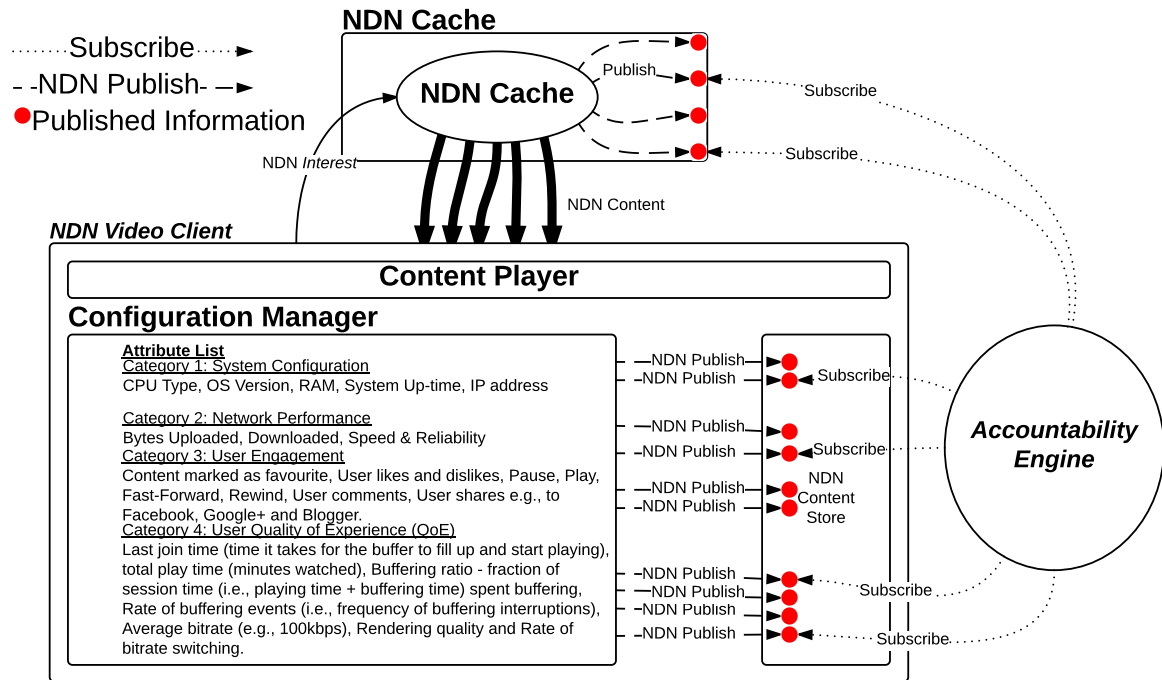 NDN Cache
Subscribe
NDN Publish
Published Information
NDN Cache
Publish
Subscribe
Subscribe
NDN Interest
NDN Content
NDN Video Client
Content Player
Configuration Manager
Attribute List
Category 1: System Configuration
CPU Type, OS Version, RAM, System Up-time, IP address
Category 2: Network Performance
Bytes Uploaded, Downloaded, Speed & Reliability
Category 3: User Engagement
Content marked as favourite, User likes and dislikes, Pause, Play,
Fast-Forward, Rewind, User comments, User shares e.g., to
Facebook, Google+ and Blogger.
Category 4: User Quality of Experience (QoE)
Last join time (time it takes for the buffer to fill up and start playing),
total play time (minutes watched), Buffering ratio - fraction of
session time (i.e., playing time + buffering time) spent buffering,
Rate of buffering events (i.e., frequency of buffering interruptions),
Average bitrate (e.g., 100kbps), Rendering quality and Rate of
bitrate switching.
NDN Publish
NDN Publish
NDN Publish
NDN Publish
NDN Publish
NDN Publish
NDN Publish
NDN Publish
NDN Publish
NDN Publish
NDN
Content
Store
Subscribe
Subscribe
Subscribe
Subscribe
Accountability
Engine